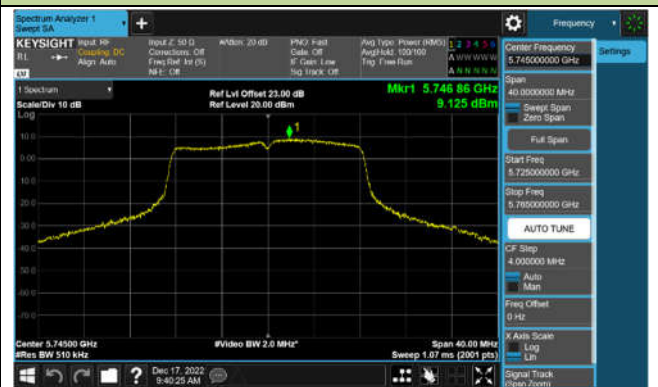 Spectrum Analyzer 1
Swept SA
+
Frequency
KEYSIGHT
Input: RF
Coupling: DC
Align: Auto
Input Z: 50 Ω
Corrections: Off
Freq Ref: Int (S)
NFE: Off
#Atten: 20 dB
PNO: Fast
Gate: Off
IF Gain: Low
Sig Track: Off
Avg Type: Power (RMS)
Avg|Hold: 100/100
Trig: Free Run
1 2 3 4 5 6
A W W W W W
A N N N N N
RL
Center Frequency
5.745000000 GHz
Settings
Span
40.0000000 MHz
Swept Span
Zero Span
Full Span
Start Freq
5.725000000 GHz
Stop Freq
5.765000000 GHz
AUTO TUNE
CF Step
4.000000 MHz
Auto
Man
Freq Offset
0 Hz
X Axis Scale
Log
Lin
Signal Track
(Span Zoom)
1 Spectrum
Scale/Div 10 dB
Log
Ref Lvl Offset 23.00 dB
Ref Level 20.00 dBm
Mkr1 5.746 86 GHz
9.125 dBm
1
10.0
0.00
-10.0
-20.0
-30.0
-40.0
-50.0
-60.0
-70.0
Center 5.74500 GHz
#Res BW 510 kHz
#Video BW 2.0 MHz*
Span 40.00 MHz
Sweep 1.07 ms (2001 pts)
?
Dec 17, 2022
9:40:25 AM